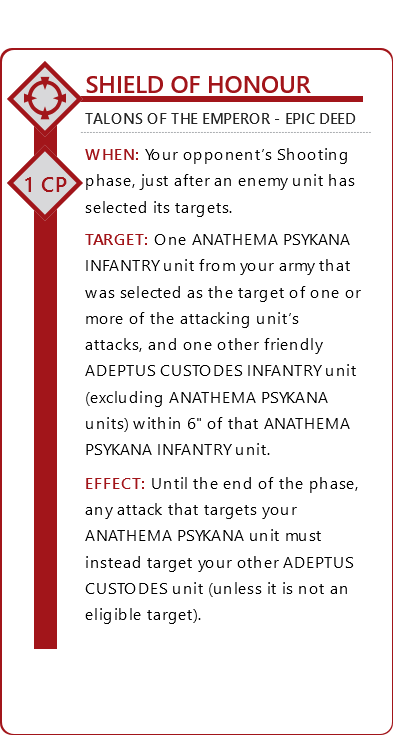 SHIELD OF HONOUR
TALONS OF THE EMPEROR - EPIC DEED
1 CP
WHEN: Your opponent's Shooting
phase, just after an enemy unit has
selected its targets.
TARGET: One ANATHEMA PSYKANA
INFANTRY unit from your army that
was selected as the target of one or
more of the attacking unit's
attacks, and one other friendly
ADEPTUS CUSTODES INFANTRY unit
(excluding ANATHEMA PSYKANA
units) within 6" of that ANATHEMA
PSYKANA INFANTRY unit.
EFFECT: Until the end of the phase,
any attack that targets your
ANATHEMA PSYKANA unit must
instead target your other ADEPTUS
CUSTODES unit (unless it is not an
eligible target).